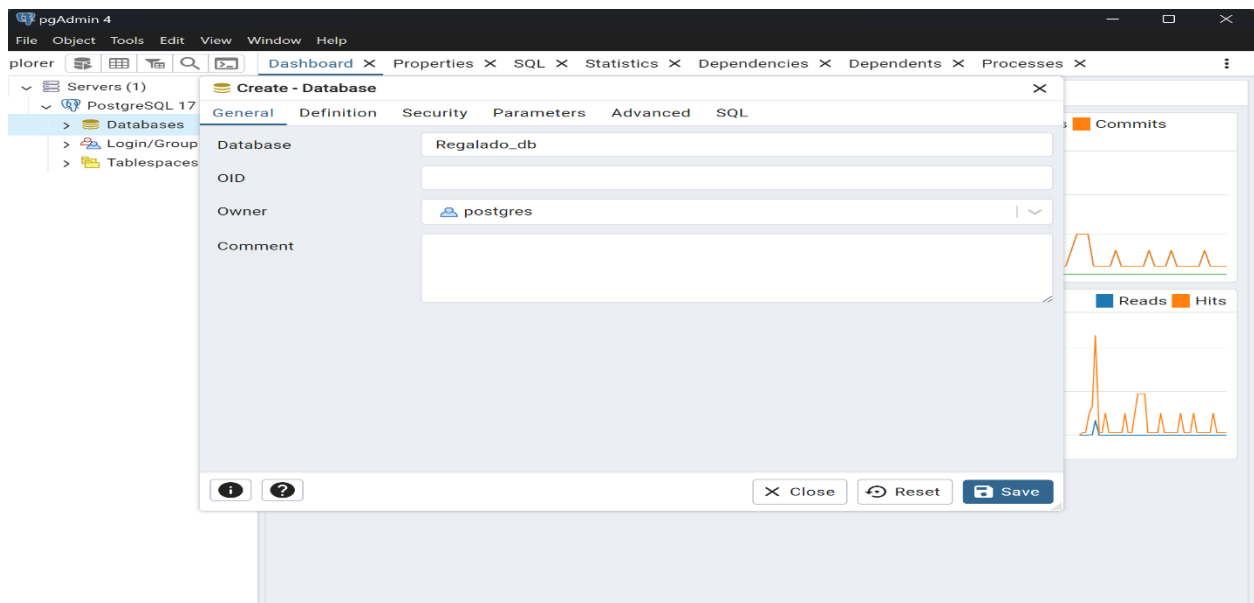 pgAdmin 4
File Object Tools Edit View Window Help
plorer Dashboard Properties SQL Statistics Dependencies Dependents Processes
Servers (1)
PostgreSQL 17
Databases
Login/Group
Tablespaces
Create - Database
General Definition Security Parameters Advanced SQL
Database Regalado_db
OID
Owner postgres
Comment
Close Reset Save
s Commits
Reads Hits